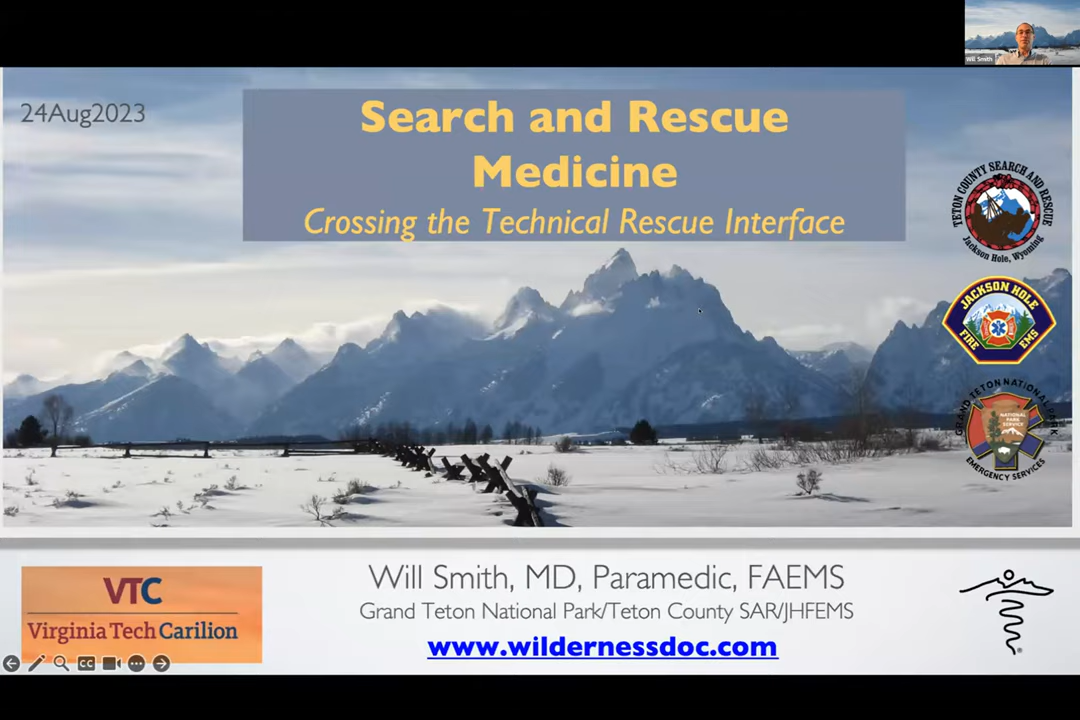 Will Smith
24Aug2023
Search and Rescue
Medicine
Crossing the Technical Rescue Interface
TETON COUNTY SEARCH AND RESCUE
Jackson Hole, Wyoming
JACKSON HOLE
FIRE
EMS
GRAND TETON NATIONAL PARK
NATIONAL
PARK
SERVICE
EMERGENCY SERVICES
VTC
Virginia Tech Carilion
Will Smith, MD, Paramedic, FAEMS
Grand Teton National Park/Teton County SAR/JHFEMS
www.wildernessdoc.com
CC